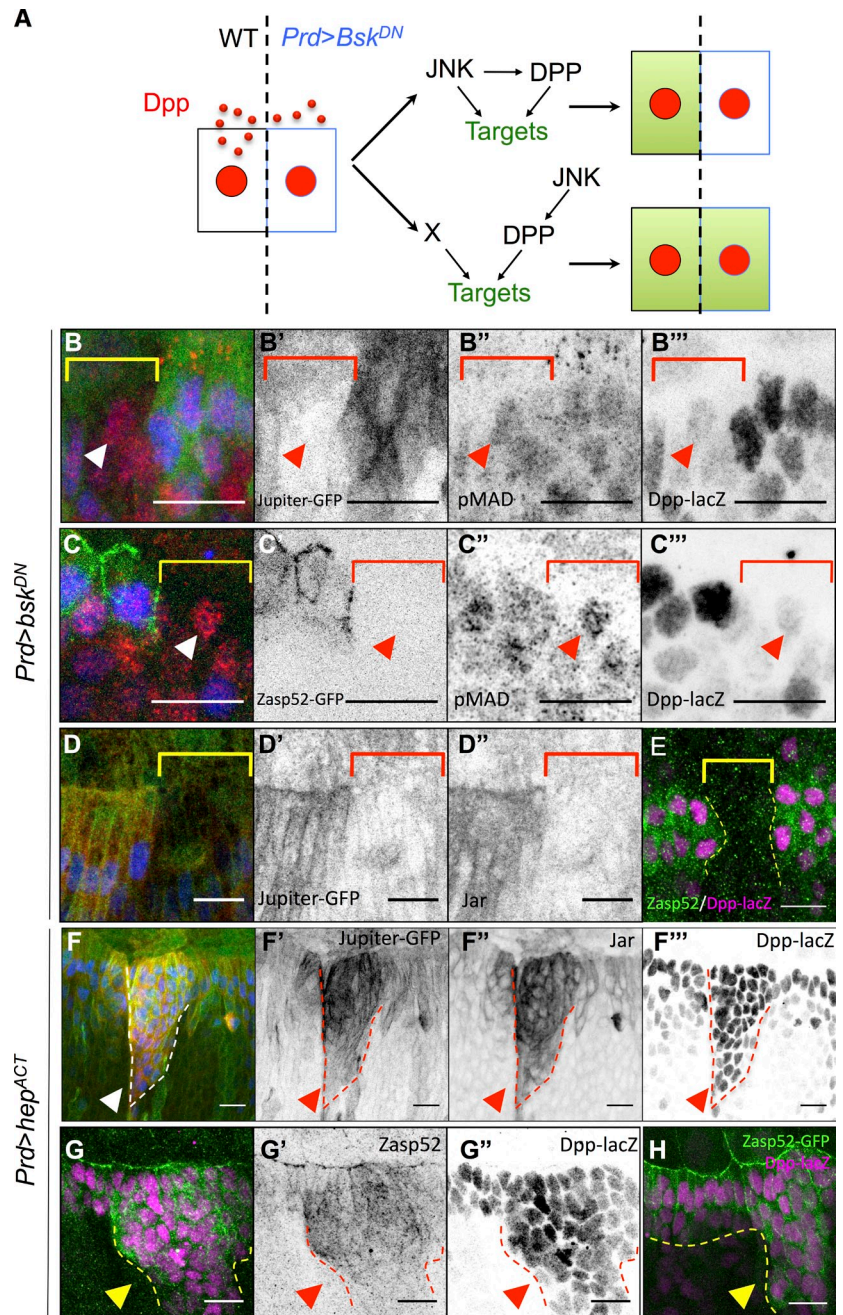 A
WT Prd>Bsk^DN
Dpp
JNK → DPP
Targets
JNK
X DPP
Targets
Prd>bsk^DN
B B' B'' B'''
Jupiter-GFP pMAD Dpp-lacZ
C C' C'' C'''
Zasp52-GFP pMAD Dpp-lacZ
D D' D'' E
Jupiter-GFP Jar Zasp52/Dpp-lacZ
Prd>hep^ACT
F F' Jupiter-GFP F'' Jar F''' Dpp-lacZ
G G' Zasp52 G'' Dpp-lacZ H Zasp52-GFP
Dpp-lacZ